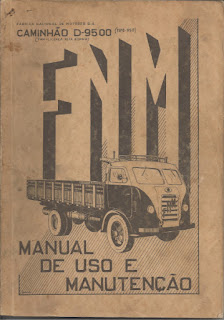 FÁBRICA NACIONAL DE MOTORES S.A.
CAMINHÃO D-9500
FNM
MANUAL
DE USO E
MANUTENÇÃO